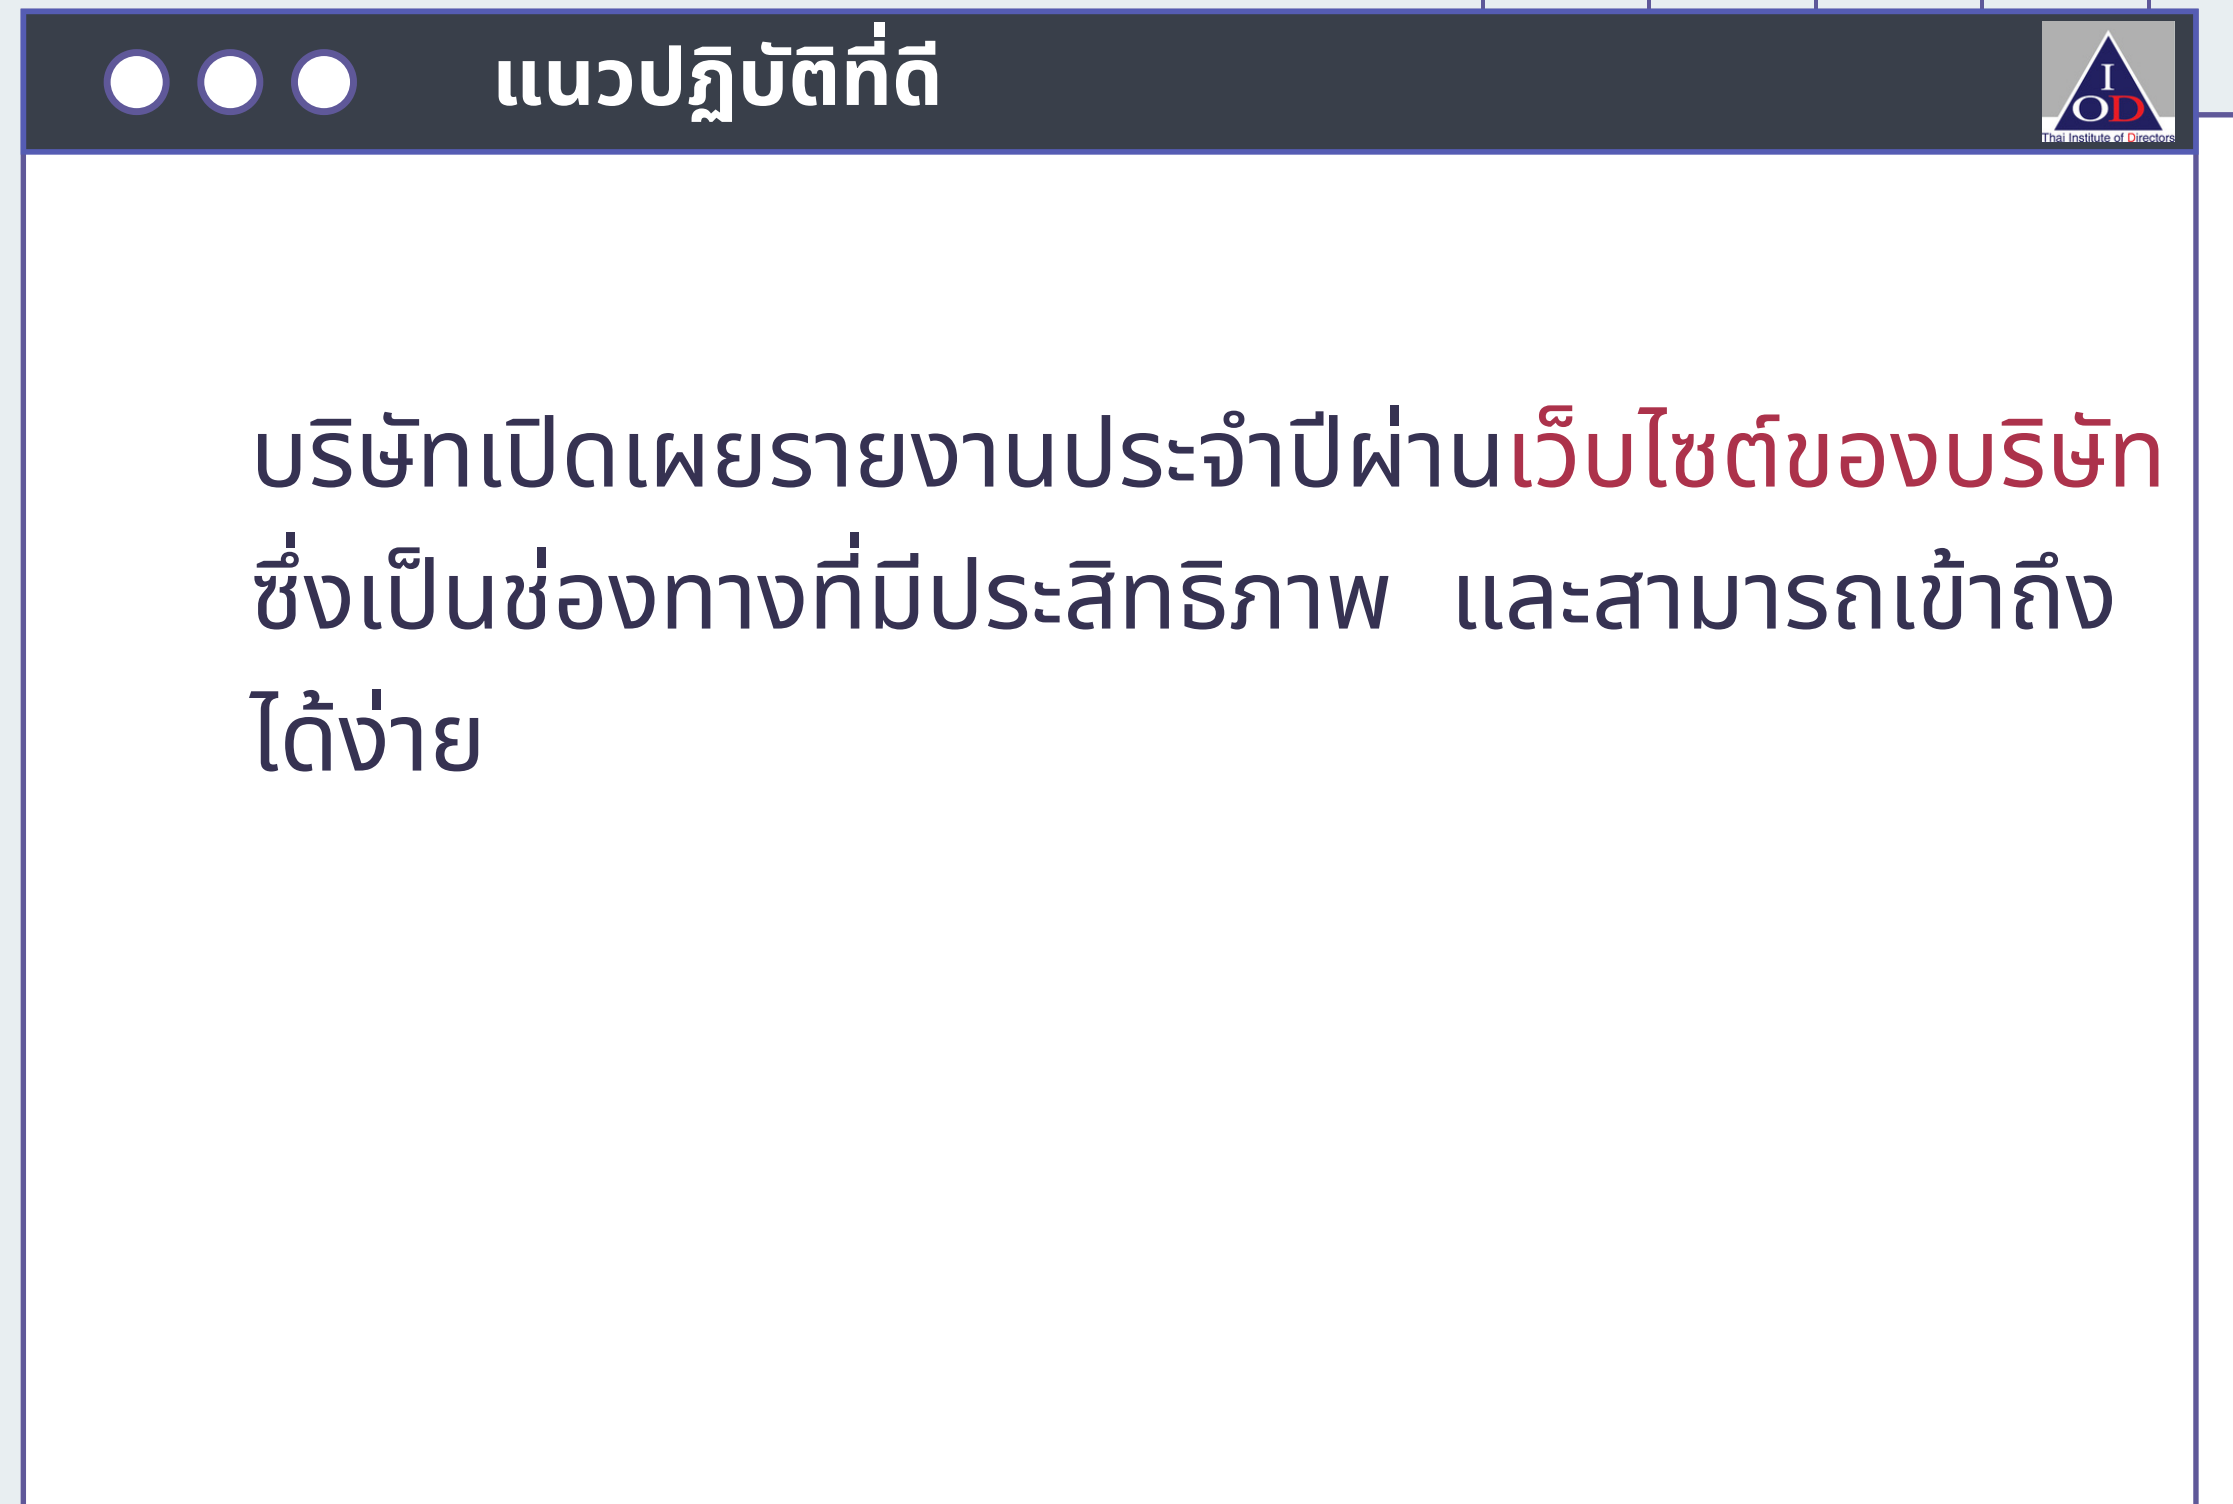 แนวปฏิบัติที่ดี
I
OD
Thai Institute of Directors
บริษัทเปิดเผยรายงานประจำปีผ่านเว็บไซต์ของบริษัท
ซึ่งเป็นช่องทางที่มีประสิทธิภาพ และสามารถเข้าถึง
ได้ง่าย